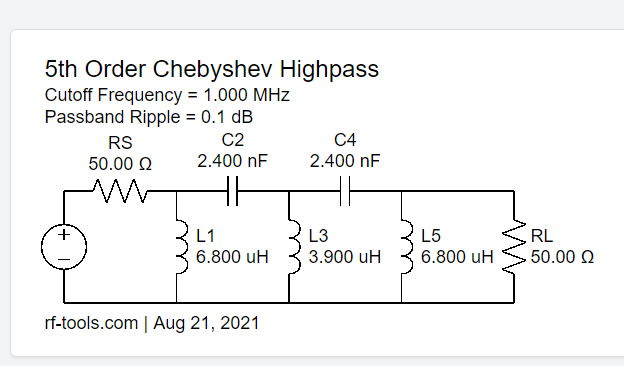 5th Order Chebyshev Highpass
Cutoff Frequency = 1.000 MHz
Passband Ripple = 0.1 dB
RS
50.00 Ω
C2
2.400 nF
C4
2.400 nF
+
L1
6.800 uH
L3
3.900 uH
L5
6.800 uH
RL
50.00 Ω
rf-tools.com | Aug 21, 2021